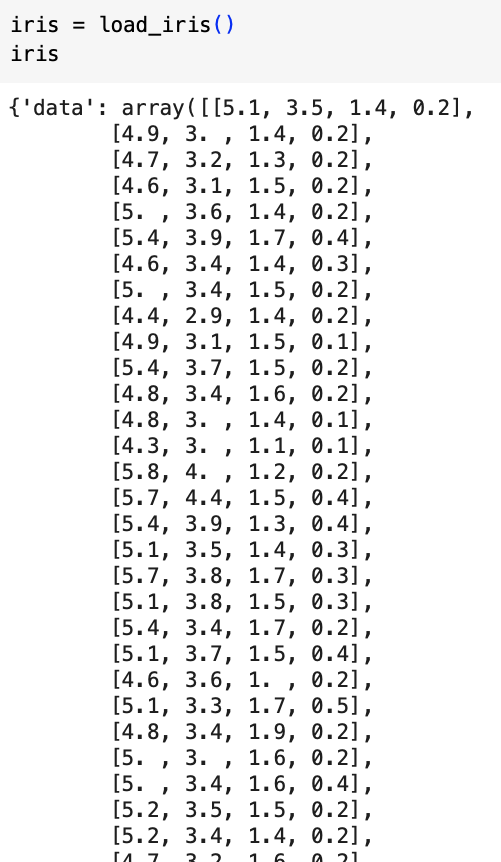 iris = load_iris()
iris
{'data': array([[5.1, 3.5, 1.4, 0.2],
[4.9, 3. , 1.4, 0.2],
[4.7, 3.2, 1.3, 0.2],
[4.6, 3.1, 1.5, 0.2],
[5. , 3.6, 1.4, 0.2],
[5.4, 3.9, 1.7, 0.4],
[4.6, 3.4, 1.4, 0.3],
[5. , 3.4, 1.5, 0.2],
[4.4, 2.9, 1.4, 0.2],
[4.9, 3.1, 1.5, 0.1],
[5.4, 3.7, 1.5, 0.2],
[4.8, 3.4, 1.6, 0.2],
[4.8, 3. , 1.4, 0.1],
[4.3, 3. , 1.1, 0.1],
[5.8, 4. , 1.2, 0.2],
[5.7, 4.4, 1.5, 0.4],
[5.4, 3.9, 1.3, 0.4],
[5.1, 3.5, 1.4, 0.3],
[5.7, 3.8, 1.7, 0.3],
[5.1, 3.8, 1.5, 0.3],
[5.4, 3.4, 1.7, 0.2],
[5.1, 3.7, 1.5, 0.4],
[4.6, 3.6, 1. , 0.2],
[5.1, 3.3, 1.7, 0.5],
[4.8, 3.4, 1.9, 0.2],
[5. , 3. , 1.6, 0.2],
[5. , 3.4, 1.6, 0.4],
[5.2, 3.5, 1.5, 0.2],
[5.2, 3.4, 1.4, 0.2],